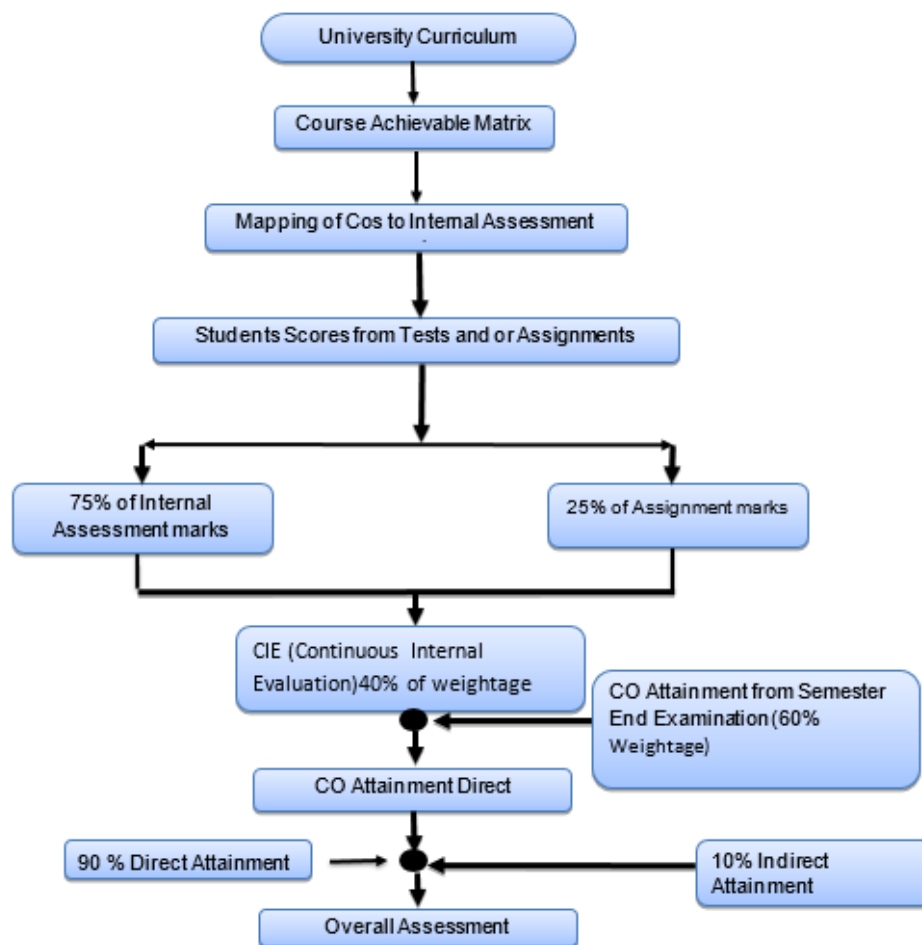 University Curriculum
Course Achievable Matrix
Mapping of Cos to Internal Assessment
Students Scores from Tests and or Assignments
75% of Internal
Assessment marks
25% of Assignment marks
CIE (Continuous Internal
Evaluation)40% of weightage
CO Attainment from Semester
End Examination(60%
Weightage)
CO Attainment Direct
90 % Direct Attainment
10% Indirect
Attainment
Overall Assessment